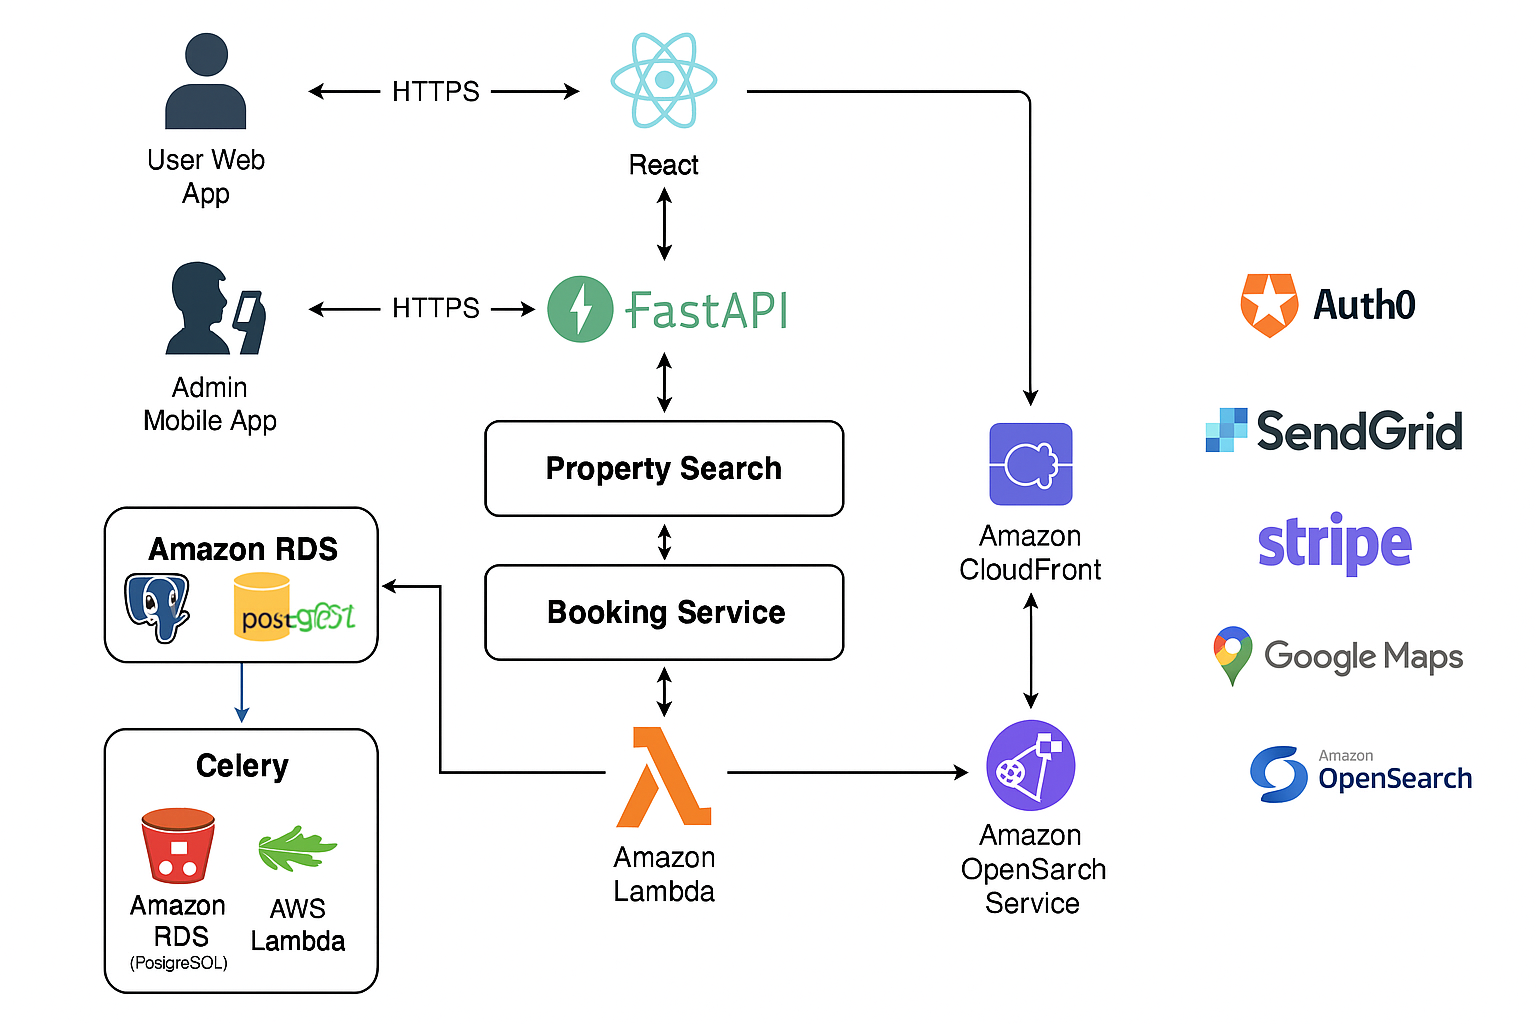 User Web
App
HTTPS
React
Admin
Mobile App
HTTPS
FastAPI
Property Search
Booking Service
Amazon RDS
Celery
Amazon
RDS
(PosigreSOL)
AWS
Lambda
Amazon
Lambda
Amazon
CloudFront
Amazon
OpenSarch
Service
Auth0
SendGrid
stripe
Google Maps
Amazon
OpenSearch